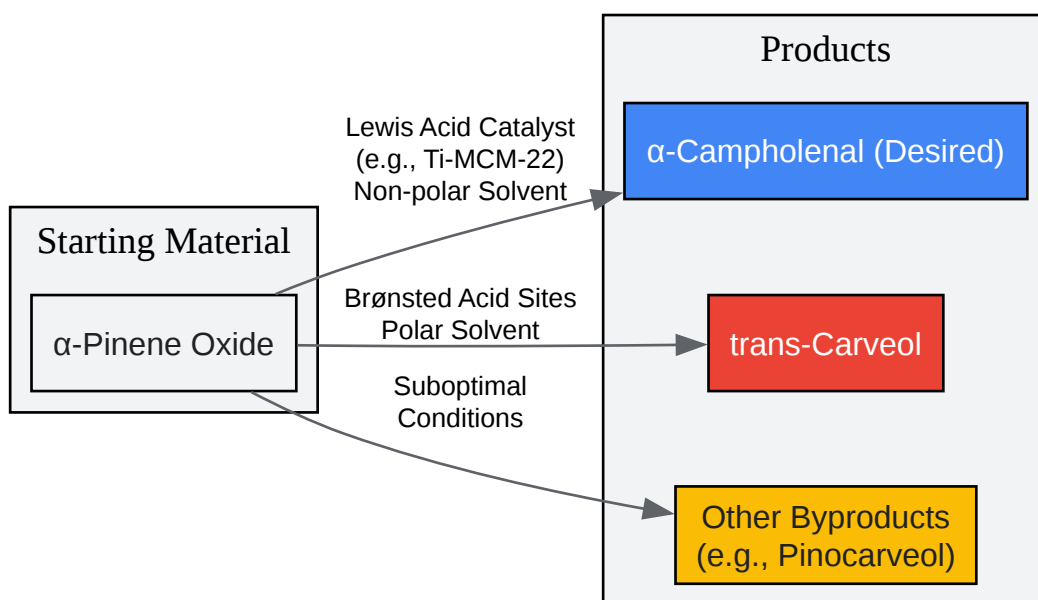 Products
Lewis Acid Catalyst
(e.g., Ti-MCM-22)
Non-polar Solvent
α-Campholenal (Desired)
Starting Material
α-Pinene Oxide
Brønsted Acid Sites
Polar Solvent
trans-Carveol
Suboptimal
Conditions
Other Byproducts
(e.g., Pinocarveol)